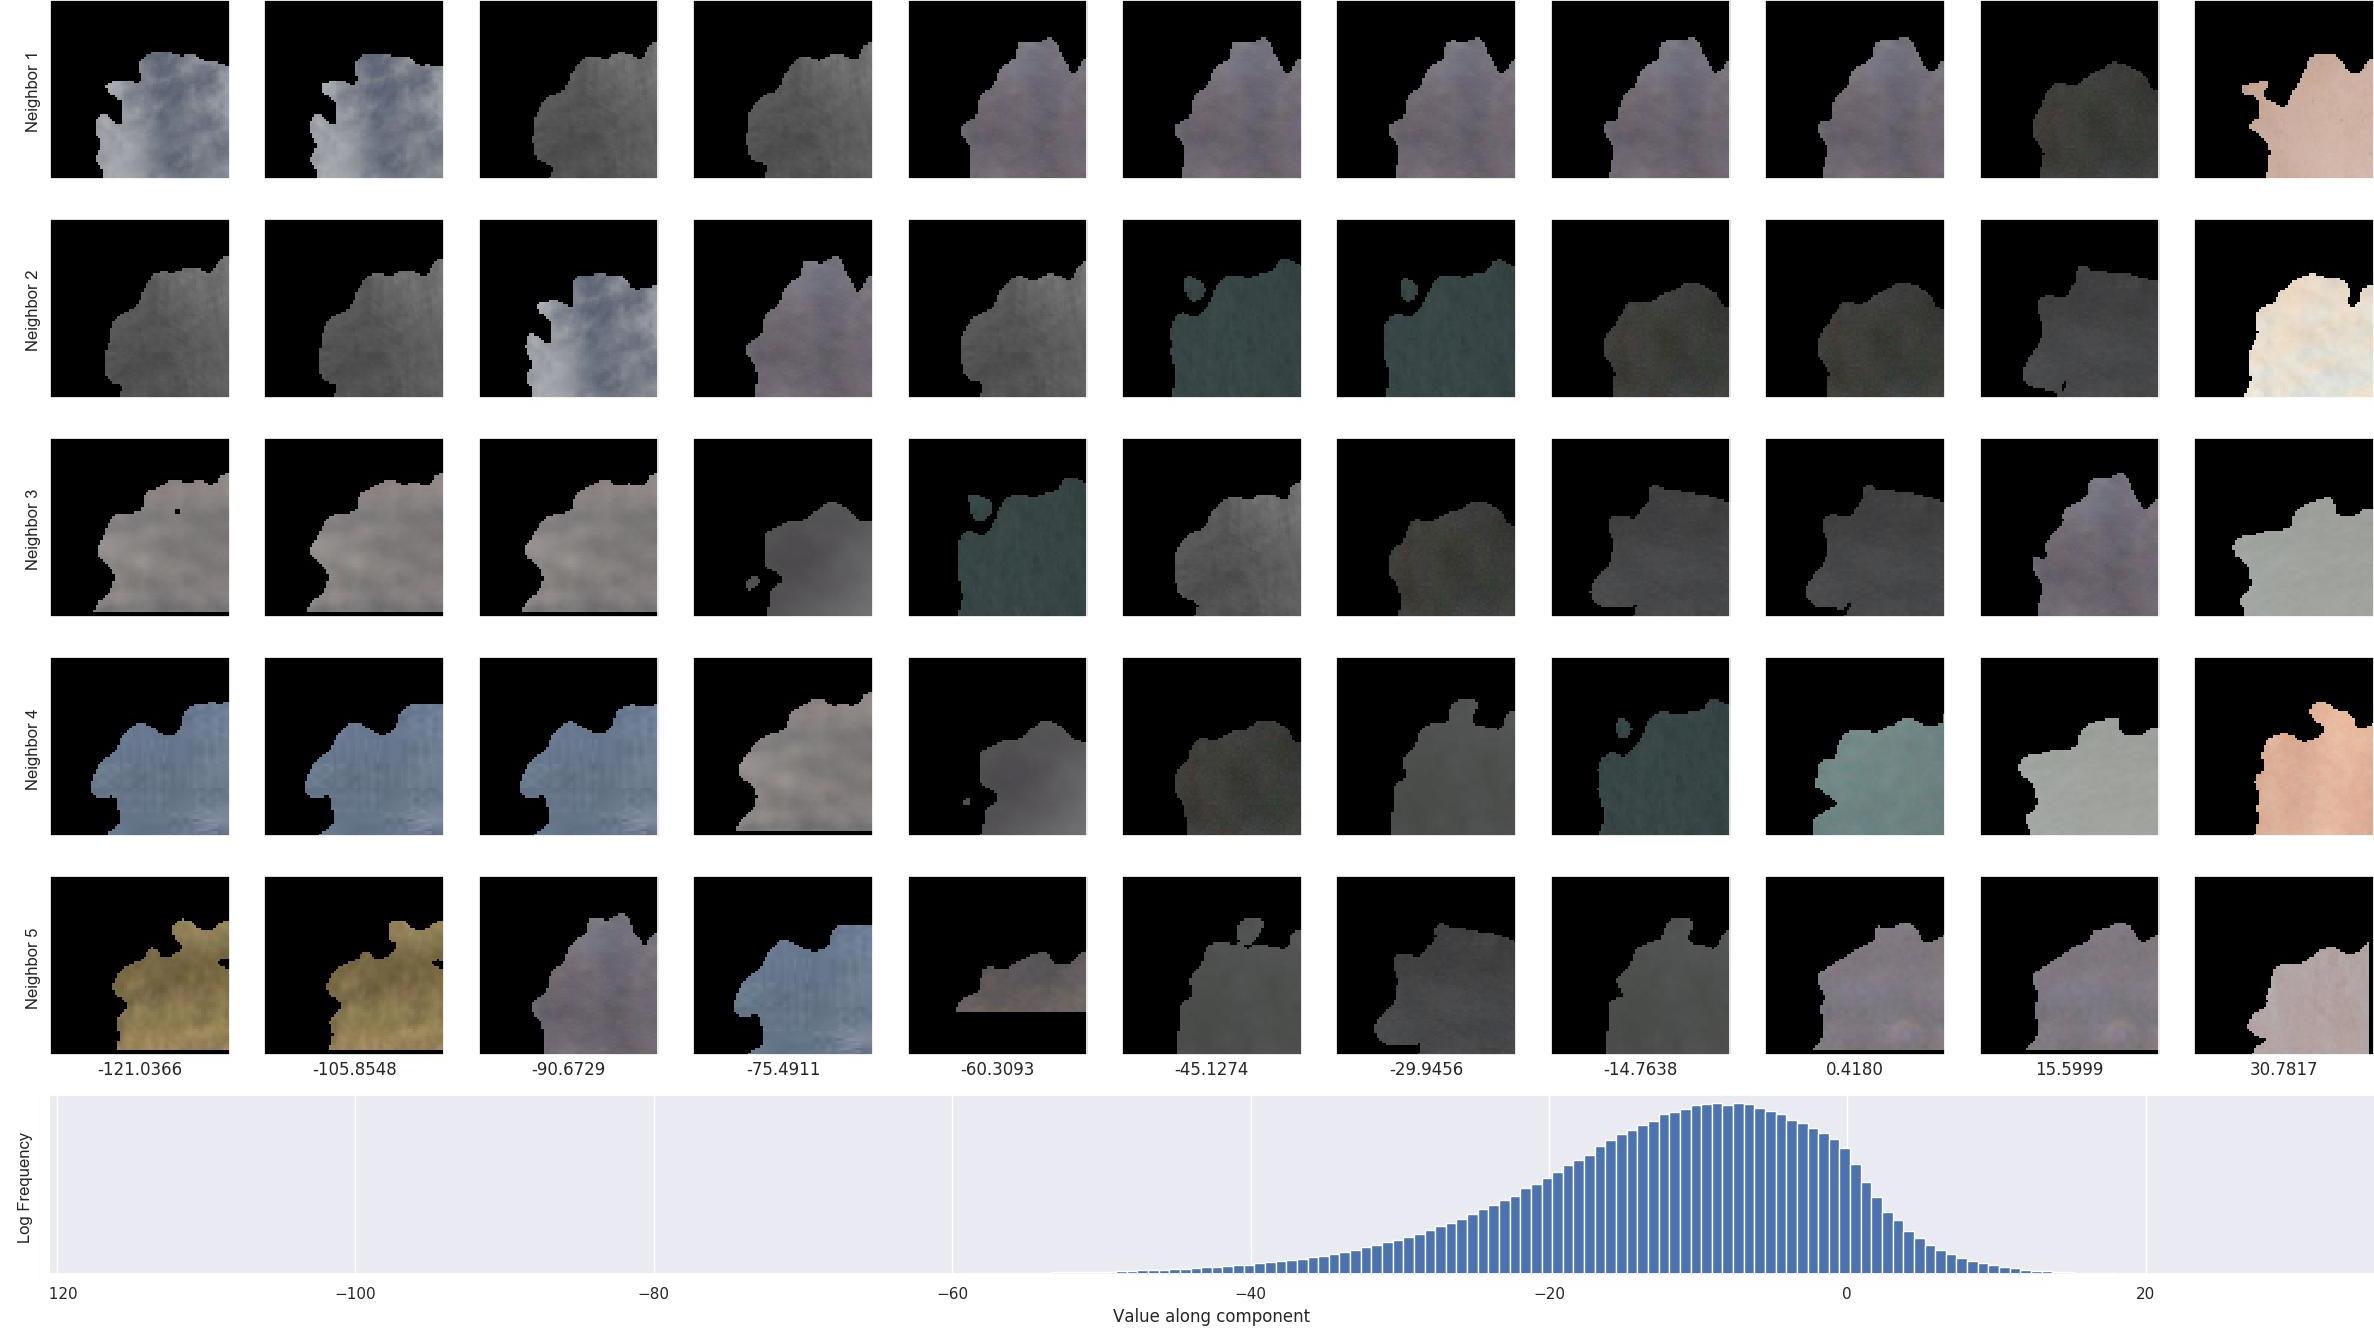 Neighbor 1
Neighbor 2
Neighbor 3
Neighbor 4
Neighbor 5
-121.0366 -105.8548 -90.6729 -75.4911 -60.3093 -45.1274 -29.9456 -14.7638 0.4180 15.5999 30.7817
Log Frequency
120 −100 −80 −60 −40 −20 0 20
Value along component